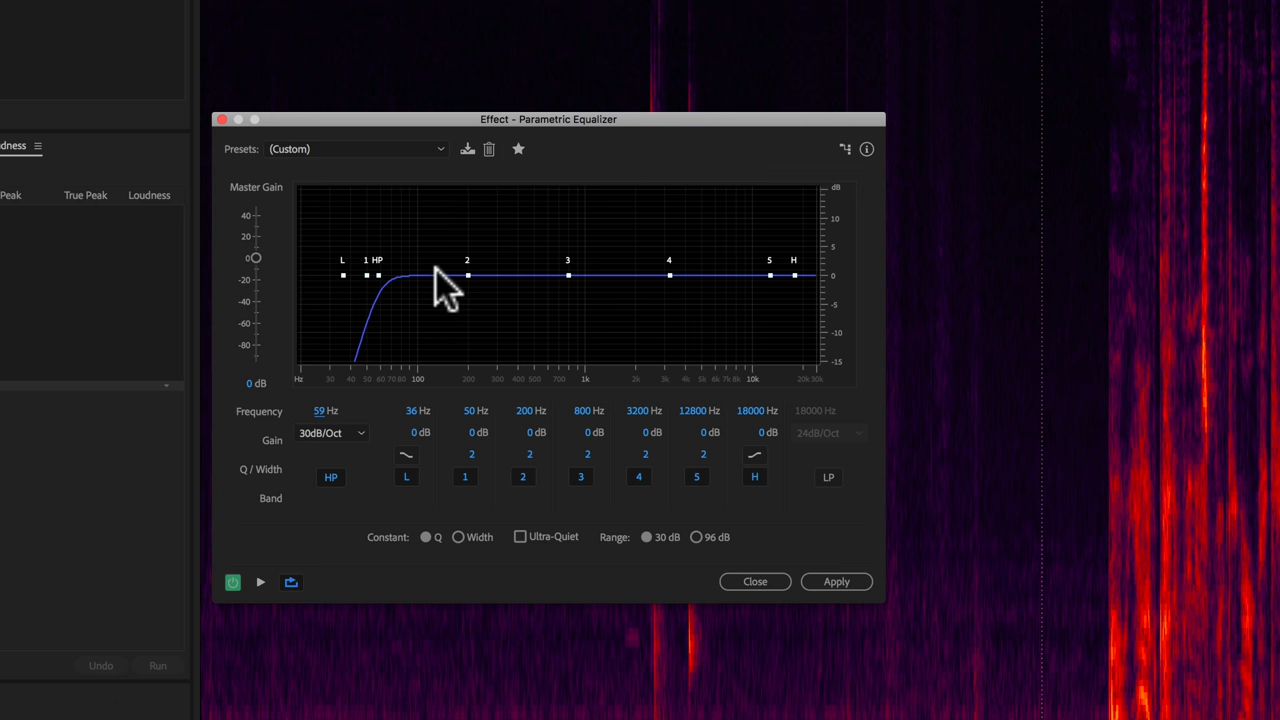 Effect - Parametric Equalizer
Presets: (Custom)
dness
Peak True Peak Loudness
Master Gain
dB
40
20
0
-20
-40
-60
-80
0 dB
L 1 HP 2 3 4 5 H
10
5
0
-5
-10
-15
Hz 30 40 50 60 70 80 100 200 300 400 500 700 1k 2k 3k 4k 5k 6k 7k 8k 10k 20k 30k
Frequency 59 Hz 36 Hz 50 Hz 200 Hz 800 Hz 3200 Hz 12800 Hz 18000 Hz 18000 Hz
Gain 30dB/Oct 0 dB 0 dB 0 dB 0 dB 0 dB 0 dB 0 dB 24dB/Oct
Q / Width 2 2 2 2 2
Band HP L 1 2 3 4 5 H LP
Constant: Q Width Ultra-Quiet Range: 30 dB 96 dB
Close Apply
Undo Run